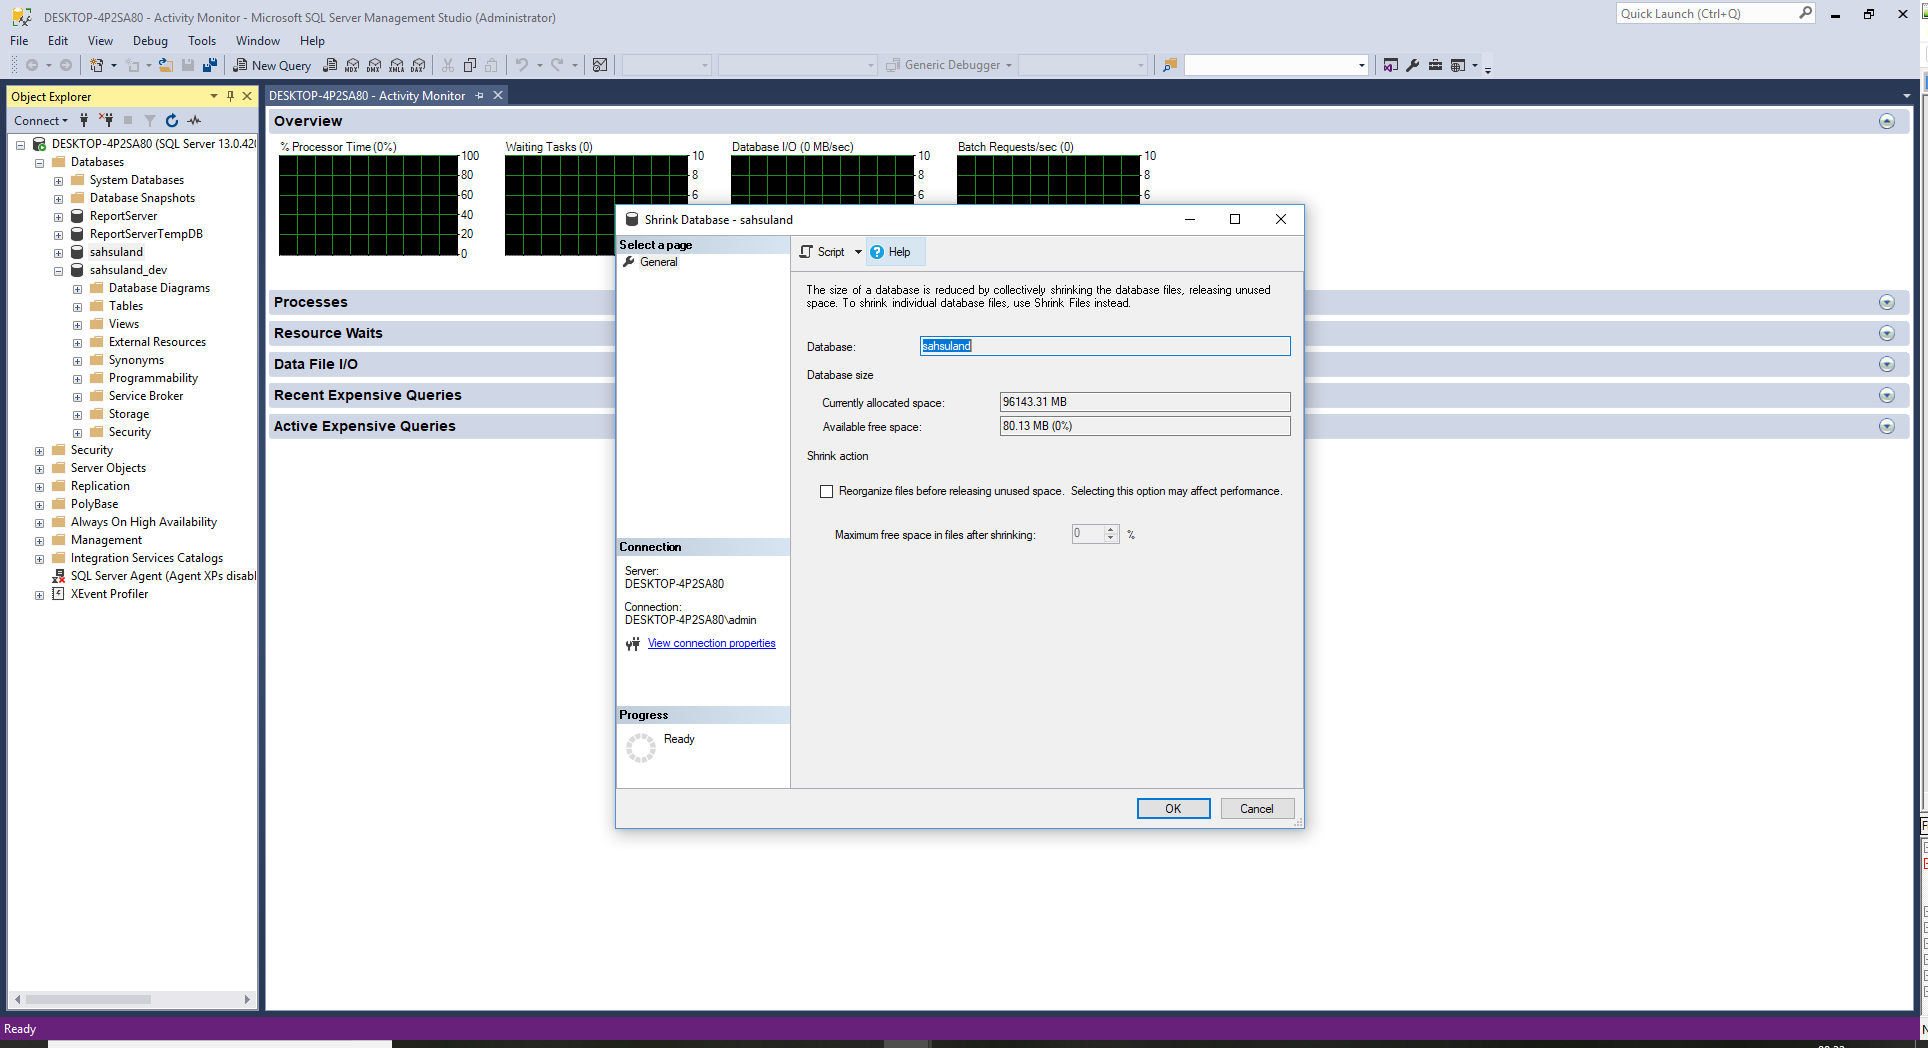 DESKTOP-4P2SA80 - Activity Monitor - Microsoft SQL Server Management Studio (Administrator)
Quick Launch (Ctrl+Q)
File Edit View Debug Tools Window Help
New Query
MDX DMX XMLA DAX
Generic Debugger
Object Explorer
DESKTOP-4P2SA80 - Activity Monitor
Connect
DESKTOP-4P2SA80 (SQL Server 13.0.420
Databases
System Databases
Database Snapshots
ReportServer
ReportServerTempDB
sahsuland
sahsuland_dev
Database Diagrams
Tables
Views
External Resources
Synonyms
Programmability
Service Broker
Storage
Security
Security
Server Objects
Replication
PolyBase
Always On High Availability
Management
Integration Services Catalogs
SQL Server Agent (Agent XPs disabl
XEvent Profiler
Overview
% Processor Time (0%)
100
80
60
40
20
0
Waiting Tasks (0)
10
8
6
Database I/O (0 MB/sec)
10
8
6
Batch Requests/sec (0)
10
8
6
Processes
Resource Waits
Data File I/O
Recent Expensive Queries
Active Expensive Queries
Shrink Database - sahsuland
Select a page
General
Script
Help
The size of a database is reduced by collectively shrinking the database files, releasing unused
space. To shrink individual database files, use Shrink Files instead.
Database: sahsuland
Database size
Currently allocated space: 96143.31 MB
Available free space: 80.13 MB (0%)
Shrink action
Reorganize files before releasing unused space. Selecting this option may affect performance.
Maximum free space in files after shrinking: 0 %
Connection
Server:
DESKTOP-4P2SA80
Connection:
DESKTOP-4P2SA80\admin
View connection properties
Progress
Ready
OK Cancel
Ready